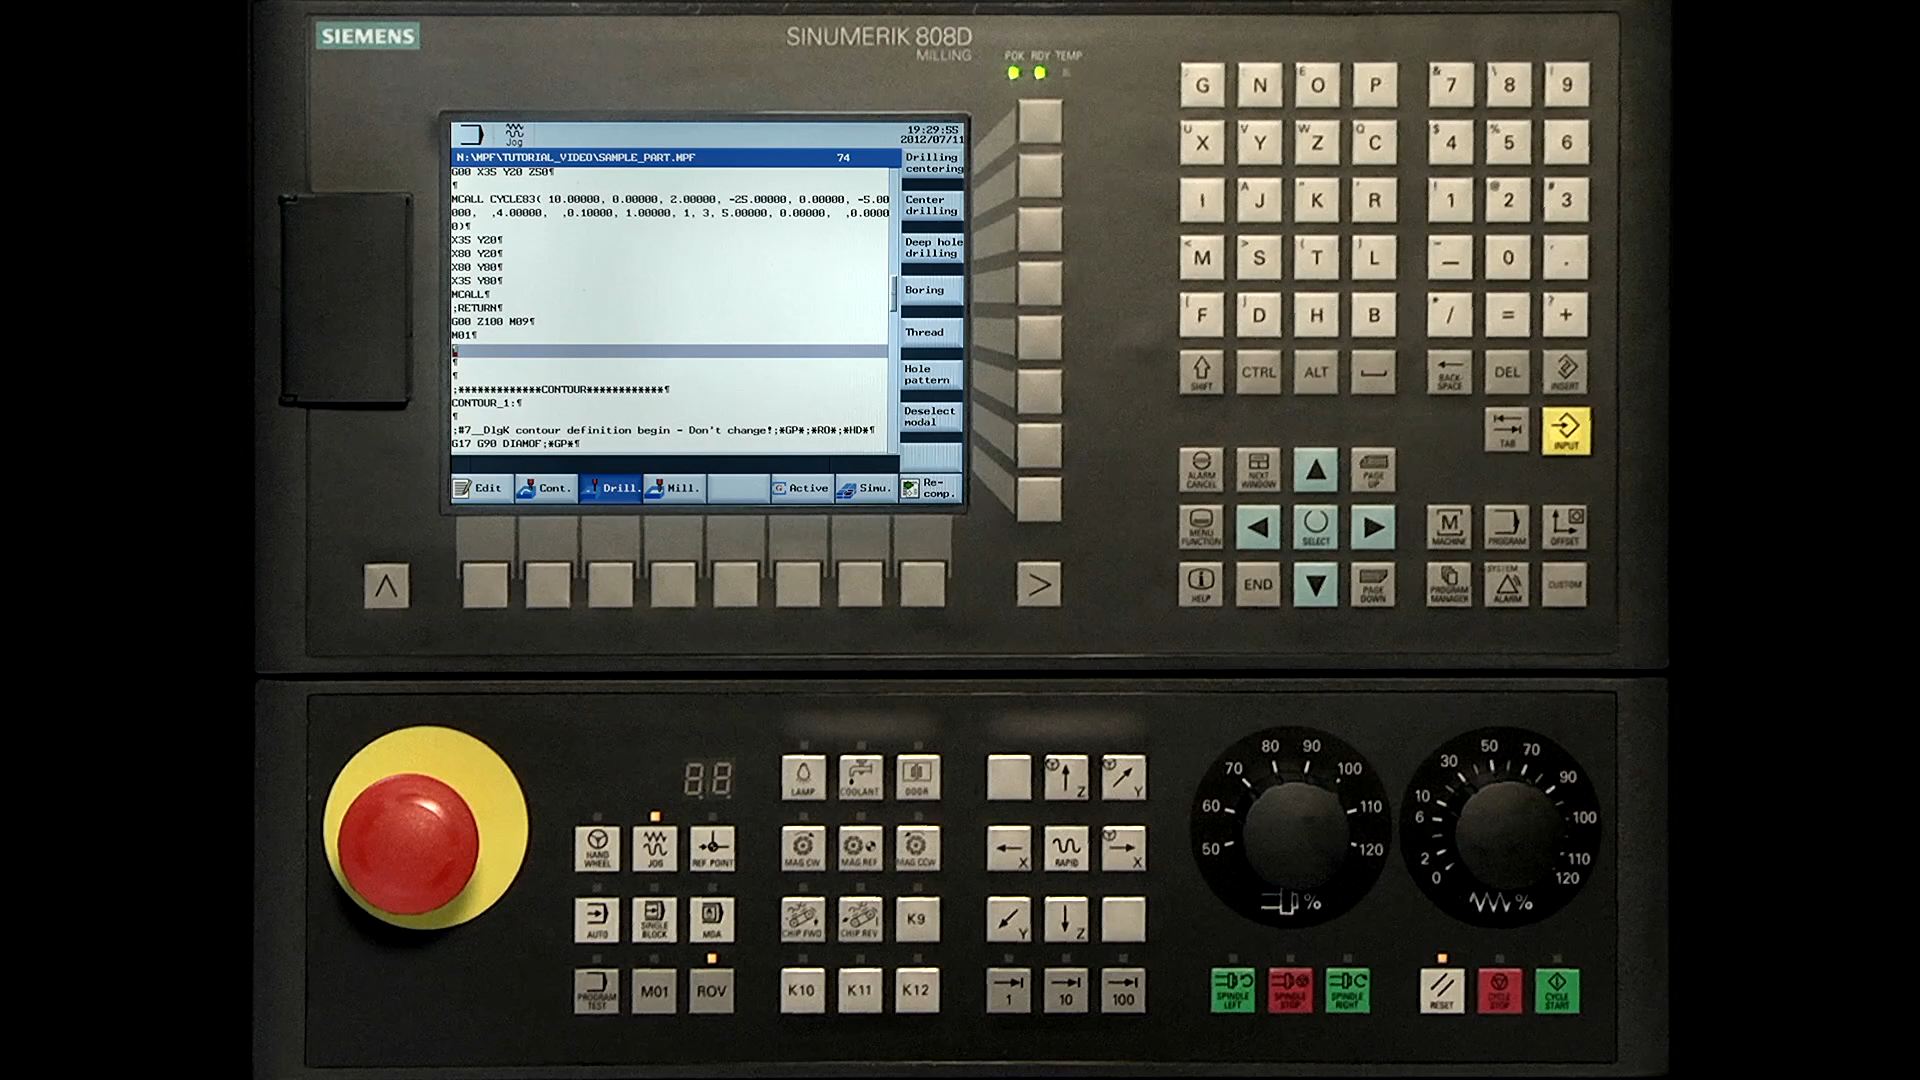 SIEMENS
SINUMERIK 808D
MILLING
POK RDY TEMP
19:29:55
Jog
2012/07/11
N:\MPF\TUTORIAL_VIDEO\SAMPLE_PART.MPF 74
G00 X35 Y20 Z50¶
¶
MCALL CYCLE83( 10.00000, 0.00000, 2.00000, -25.00000, 0.00000, -5.00
000, ,4.00000, ,0.10000, 1.00000, 1, 3, 5.00000, 0.00000, ,0.0000
0)¶
X35 Y20¶
X80 Y20¶
X80 Y80¶
X35 Y80¶
MCALL¶
;RETURN¶
G00 Z100 M09¶
M01¶
¶
¶
¶
;*************CONTOUR************¶
CONTOUR_1:¶
¶
;#7__DlgK contour definition begin - Don't change!;*GP*;*RO*;*HD*¶
G17 G90 DIAMOF;*GP*¶
Drilling
centering
Center
drilling
Deep hole
drilling
Boring
Thread
Hole
pattern
Deselect
modal
Edit Cont. Drill. Mill. Active Simu. Re-
comp.
∧ >
: G N E O P & 7 \ 8 9
U X V Y W Z Q C $ 4 % 5 6
I A J " K ' R ! 1 @ 2 # 3
< M > S ( T ) L ~ _ 0 , .
[ F ] D H B * / = ? +
SHIFT CTRL ALT BACK-
SPACE DEL INSERT
TAB INPUT
ALARM
CANCEL NEXT
WINDOW PAGE
UP
MENU
FUNCTION SELECT M
MACHINE PROGRAM OFFSET
HELP END PAGE
DOWN PROGRAM
MANAGER SYSTEM
ALARM CUSTOM
88
LAMP COOLANT DOOR
Z Y
HAND
WHEEL JOG REF. POINT
MAG CW MAG REF MAG CCW
X RAPID X
AUTO SINGLE
BLOCK MDA
CHIP FWD CHIP REV K9
Y Z
PROGRAM
TEST M01 ROV
K10 K11 K12
1 10 100
50 60 70 80 90 100 110 120
%
0 2 6 10 30 50 70 90 100 110 120
%
SPINDLE
LEFT SPINDLE
STOP SPINDLE
RIGHT
RESET CYCLE
STOP CYCLE
START